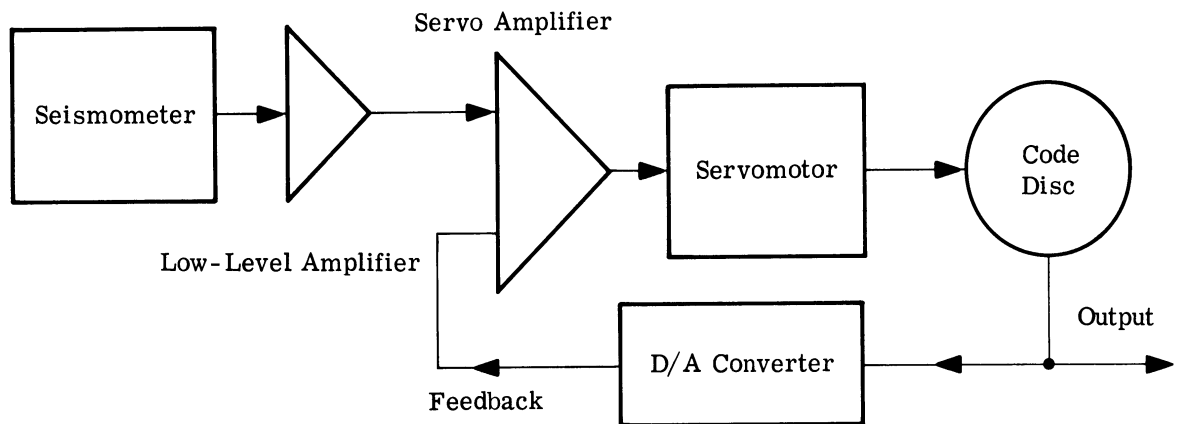 Servo Amplifier
Seismometer
Servomotor
Code
Disc
Low-Level Amplifier
Output
D/A Converter
Feedback